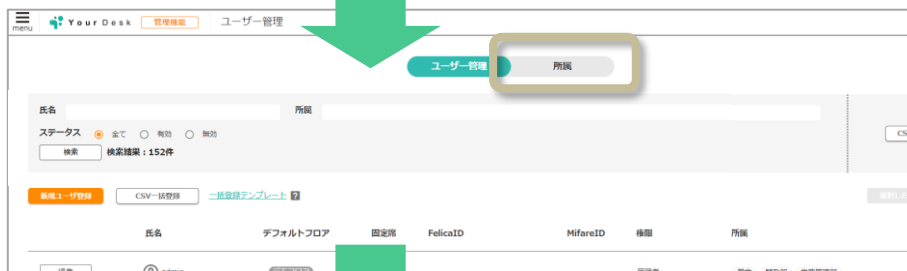 menu YourDesk 管理機能 ユーザー管理
ユーザー管理 所属
氏名 所属
ステータス 全て 有効 無効
検索 検索結果:152件 CS
新規ユーザ登録 CSV一括登録 一括登録テンプレート ?
氏名 デフォルトフロア 固定席 FelicaID MifareID 権限 所属